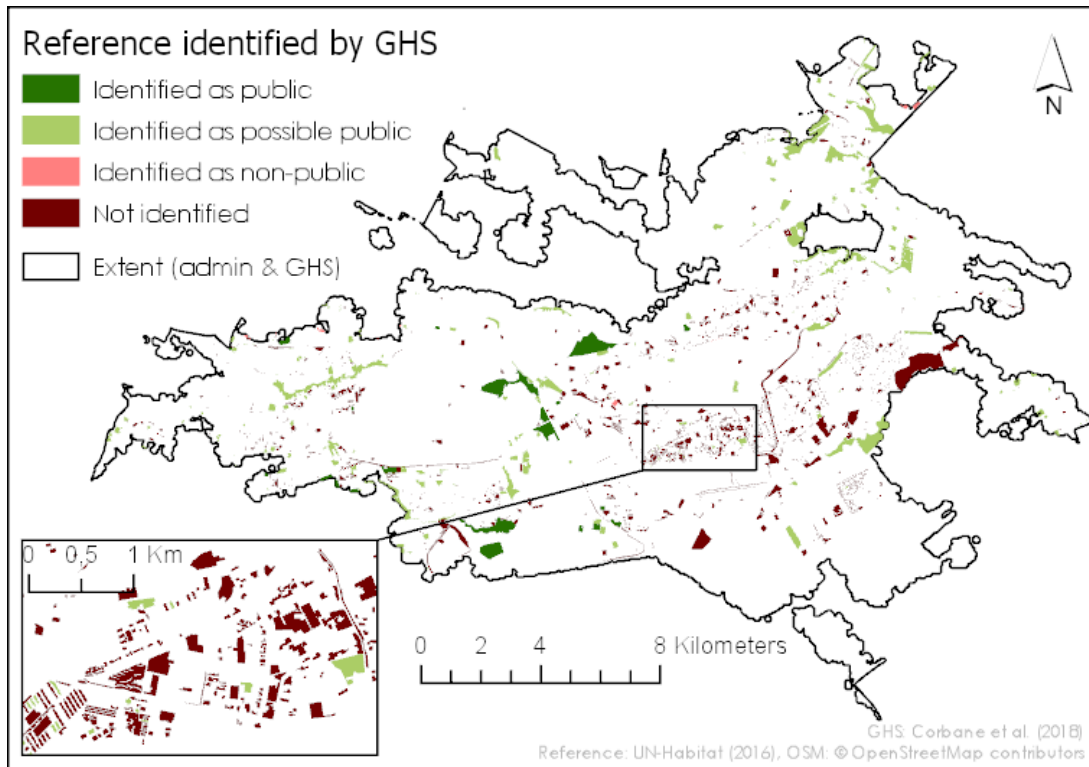 Reference identified by GHS
Identified as public
Identified as possible public
Identified as non-public
Not identified
Extent (admin & GHS)
N
0 0,5 1 Km
0 2 4 8 Kilometers
GHS: Corbane et al. (2018)
Reference: UN-Habitat (2016), OSM: © OpenStreetMap contributors